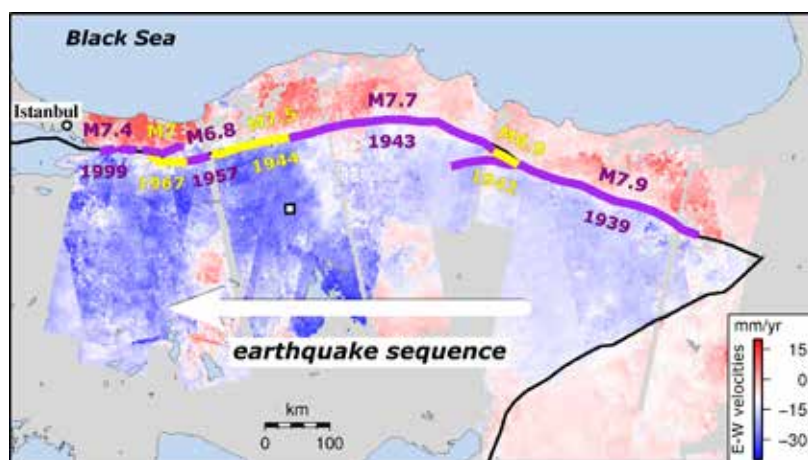 Black Sea
Istanbul
M7.4
M6.8
M7.5
M7.7
M7.9
1999
1967
1957
1944
1943
1942
1939
earthquake sequence
km
0 100
mm/yr
15
0
−15
−30
E-W velocities